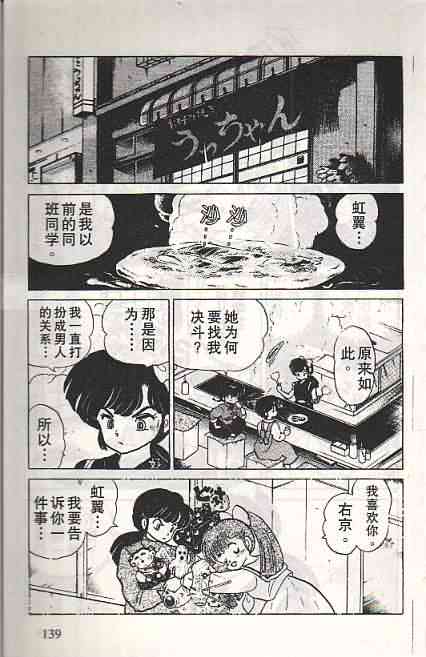 うっちゃん
虹翼…
沙…
沙…
是我以
前的同
班同学。
原来如
此。
她为何
要找我
决斗?
那是因
为……
我一直打
扮成男人
的关系…
所以…
我喜欢你。
右京。
虹翼…
我要告
诉你一
件事…
139